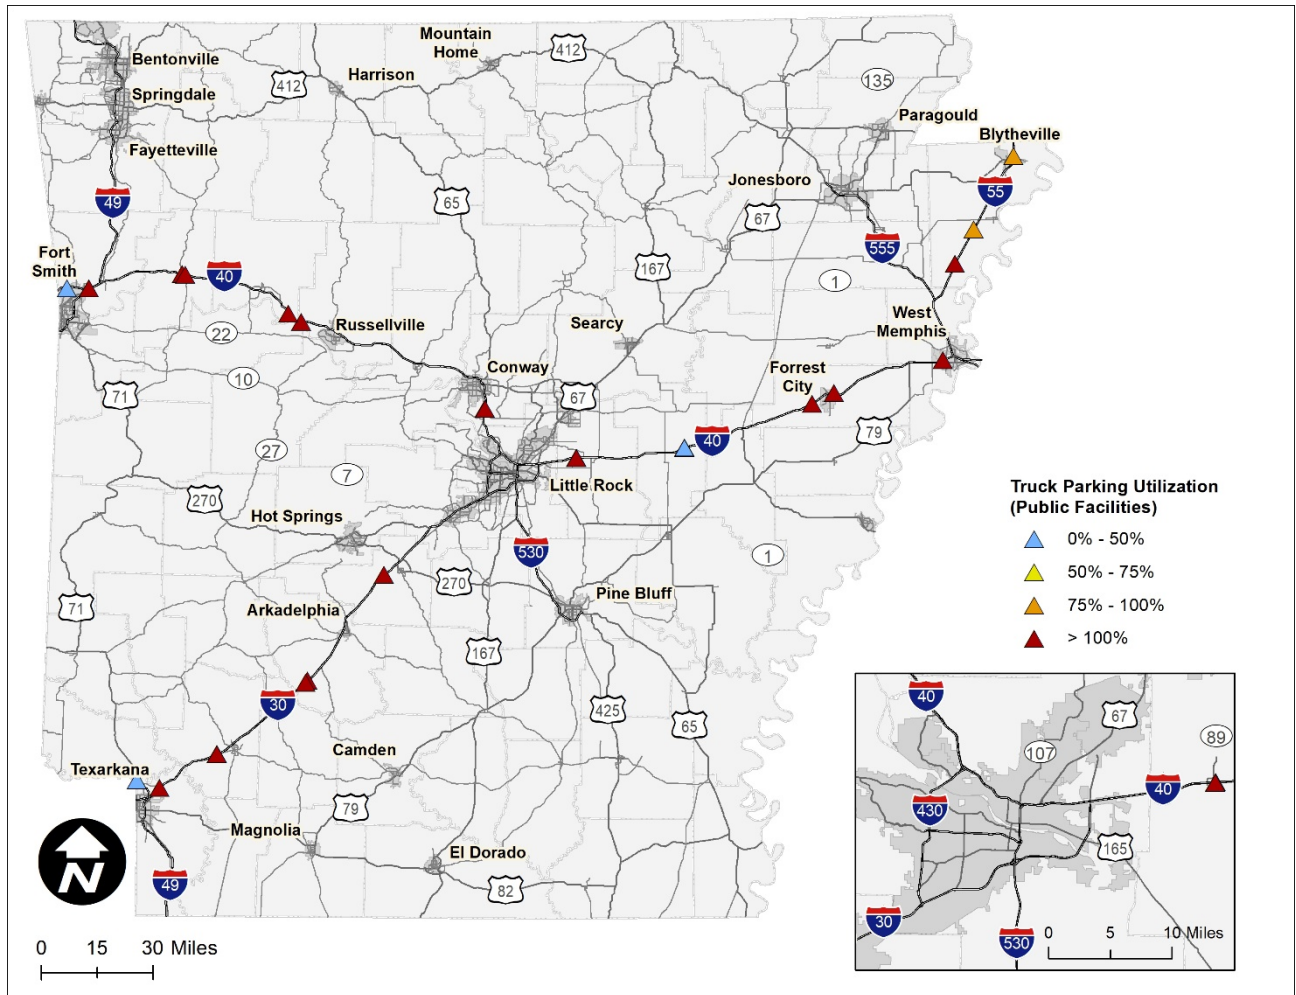 Mountain
Home
412
Bentonville
Harrison
412
135
Springdale
Paragould
Blytheville
Fayetteville
Jonesboro
55
49
65
67
555
Fort
Smith
40
167
1
22
Russellville
Searcy
West
Memphis
10
Conway
Forrest
City
71
67
79
27
40
7
Little Rock
270
Hot Springs
530
1
270
Pine Bluff
71
Arkadelphia
167
30
425
65
Camden
Texarkana
79
Magnolia
El Dorado
49
82
N
0 15 30 Miles
Truck Parking Utilization
(Public Facilities)
0% - 50%
50% - 75%
75% - 100%
> 100%
40
67
107
89
40
430
165
30
530
0 5 10 Miles